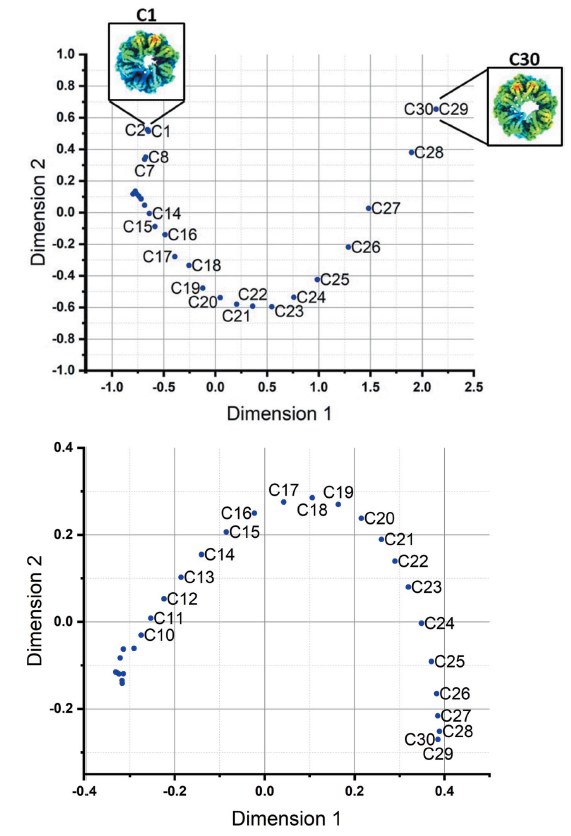 C1
C30
1.0
0.8
0.6
0.4
0.2
0.0
-0.2
-0.4
-0.6
-0.8
-1.0
Dimension 2
C2 C1
C8
C7
C14
C15
C16
C17
C18
C19
C20
C21
C22
C23
C24
C25
C26
C27
C28
C30 C29
-1.0 -0.5 0.0 0.5 1.0 1.5 2.0 2.5
Dimension 1
0.4
0.2
0.0
-0.2
Dimension 2
C10
C11
C12
C13
C14
C15
C16
C17
C18
C19
C20
C21
C22
C23
C24
C25
C26
C27
C28
C30
C29
-0.4 -0.2 0.0 0.2 0.4
Dimension 1